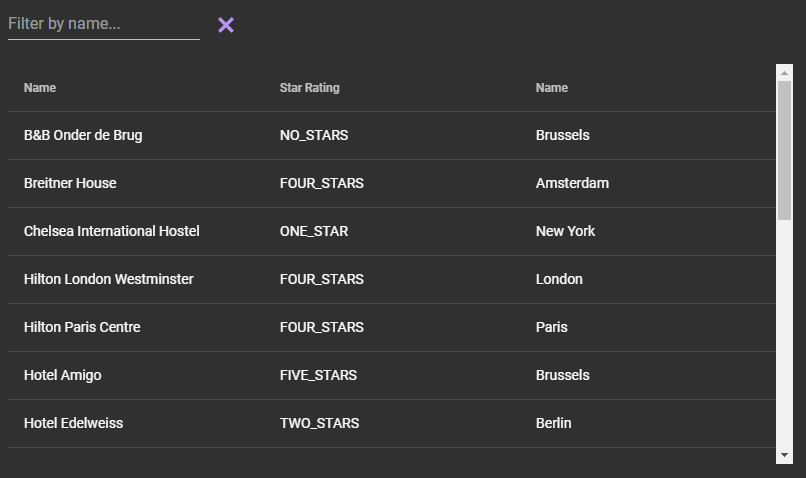 Filter by name...
Name Star Rating Name
B&B Onder de Brug NO_STARS Brussels
Breitner House FOUR_STARS Amsterdam
Chelsea International Hostel ONE_STAR New York
Hilton London Westminster FOUR_STARS London
Hilton Paris Centre FOUR_STARS Paris
Hotel Amigo FIVE_STARS Brussels
Hotel Edelweiss TWO_STARS Berlin